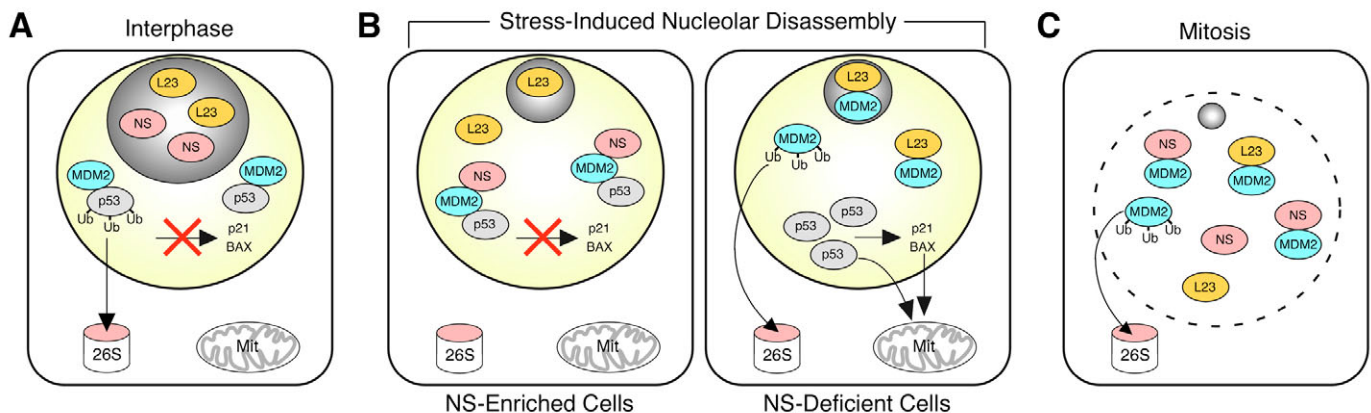 A
Interphase
L23
L23
NS
NS
MDM2
p53
Ub
Ub
Ub
MDM2
p53
p21
BAX
26S
Mit
B
Stress-Induced Nucleolar Disassembly
L23
L23
NS
MDM2
p53
NS
MDM2
p53
p21
BAX
26S
Mit
NS-Enriched Cells
L23
MDM2
MDM2
Ub
Ub
Ub
L23
MDM2
p53
p53
p53
p21
BAX
26S
Mit
NS-Deficient Cells
C
Mitosis
NS
MDM2
L23
MDM2
MDM2
Ub
Ub
Ub
NS
NS
MDM2
L23
26S